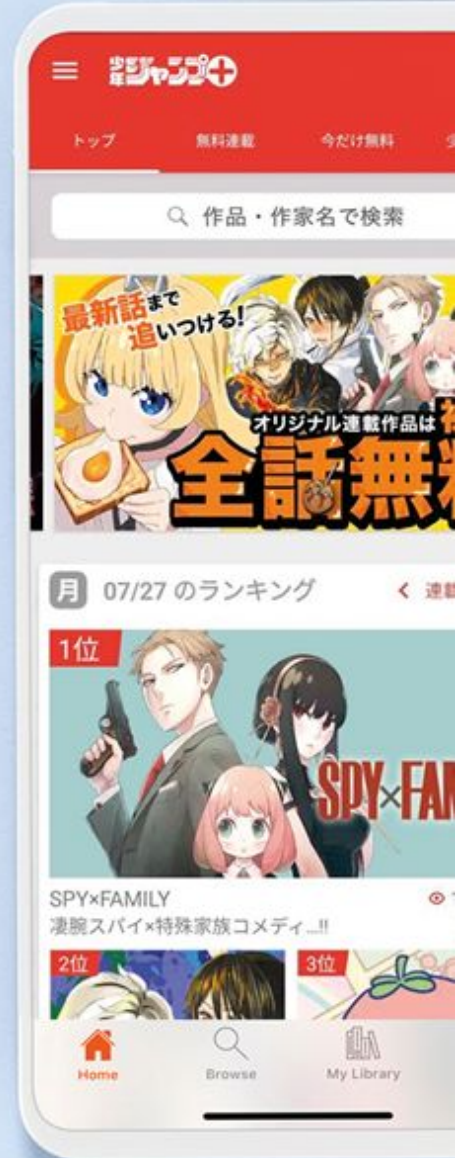 少年ジャンプ+
トップ 無料連載 今だけ無料
作品・作家名で検索
最新話まで
追いつける!
オリジナル連載作品は
全話無料
月 07/27 のランキング 連載
1位
SPY×FAM
SPY×FAMILY
凄腕スパイ×特殊家族コメディ…!!
2位 3位
Home Browse My Library